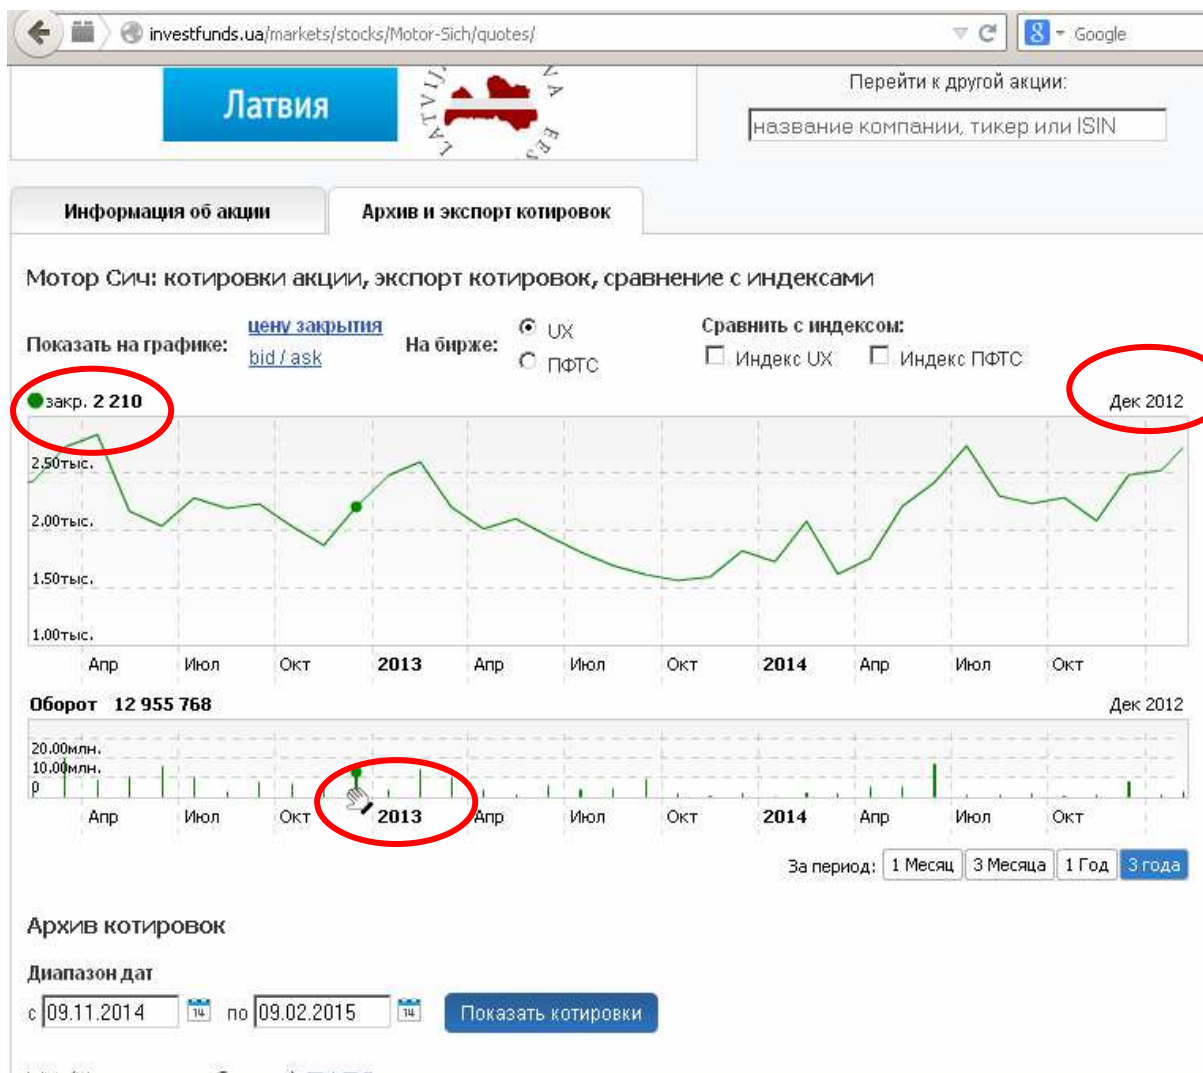 investfunds.ua/markets/stocks/Motor-Sich/quotes/
8 Google
Латвия
LATVIJ
VA
EES
Перейти к другой акции:
название компании, тикер или ISIN
Информация об акции
Архив и экспорт котировок
Мотор Сич: котировки акции, экспорт котировок, сравнение с индексами
Показать на графике:
цену закрытия
bid / ask
На бирже:
UX
ПФТС
Сравнить с индексом:
Индекс UX
Индекс ПФТС
закр. 2 210
Дек 2012
2.50тыс.
2.00тыс.
1.50тыс.
1.00тыс.
Апр Июл Окт 2013 Апр Июл Окт 2014 Апр Июл Окт
Оборот 12 955 768
Дек 2012
20.00млн.
10.00млн.
0
Апр Июл Окт 2013 Апр Июл Окт 2014 Апр Июл Окт
За период: 1 Месяц 3 Месяца 1 Год 3 года
Архив котировок
Диапазон дат
с 09.11.2014 14 по 09.02.2015 14 Показать котировки